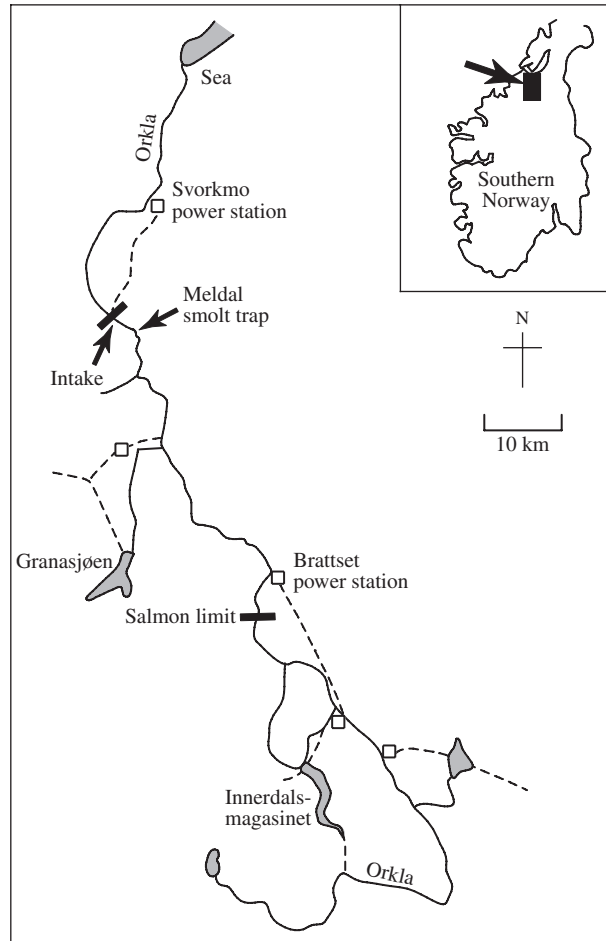 Sea
Orkla
Svorkmo
power station
Southern
Norway
Meldal
smolt trap
N
Intake
10 km
Granasjøen
Brattset
power station
Salmon limit
Innerdals-
magasinet
Orkla